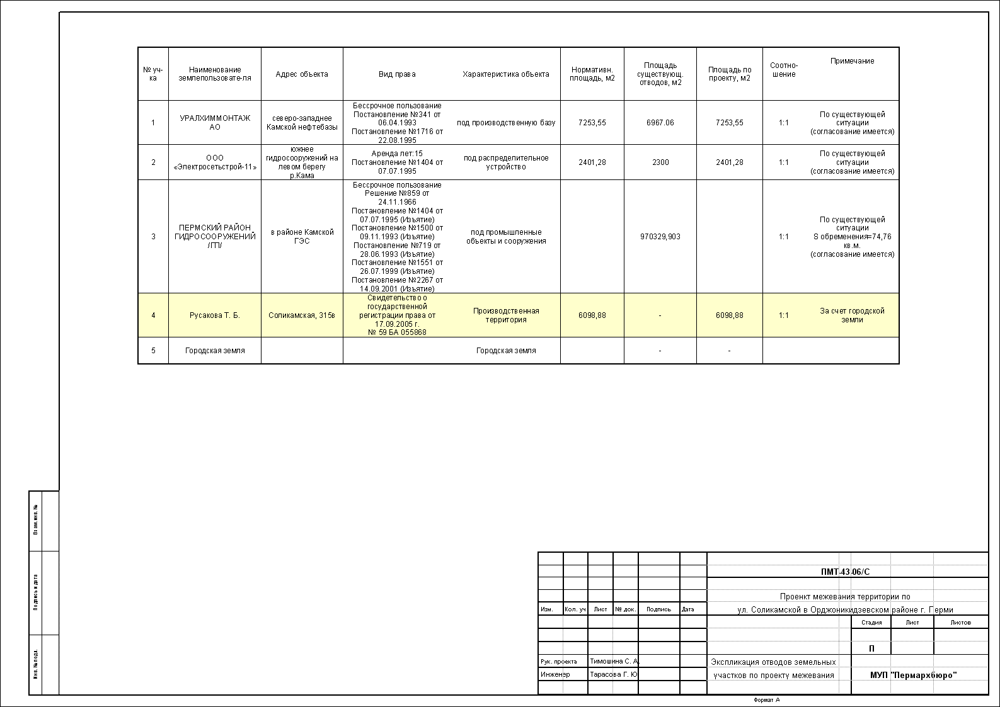 № уч-
ка
Наименование
землепользовате-ля
Адрес объекта
Вид права
Характеристика объекта
Нормативн.
площадь, м2
Площадь
существующ.
отводов, м2
Площадь по
проекту, м2
Соотно-
шение
Примечание
1
УРАЛХИММОНТАЖ
АО
северо-западнее
Камской нефтебазы
Бессрочное пользование
Постановление №341 от
06.04.1993
Постановление №1716 от
22.08.1995
под производственную базу
7253,55
6967.06
7253,55
1:1
По существующей
ситуации
(согласование имеется)
2
ООО
«Электросетьстрой-11»
южнее
гидросооружений на
левом берегу
р.Кама
Аренда лет:15
Постановление №1404 от
07.07.1995
под распределительное
устройство
2401,28
2300
2401,28
1:1
По существующей
ситуации
(согласование имеется)
3
ПЕРМСКИЙ РАЙОН
ГИДРОСООРУЖЕНИЙ
/ГП/
в районе Камской
ГЭС
Бессрочное пользование
Решение №859 от
24.11.1966
Постановление №1404 от
07.07.1995 (Изъятие)
Постановление №1500 от
09.11.1993 (Изъятие)
Постановление №719 от
28.06.1993 (Изъятие)
Постановление №1551 от
26.07.1999 (Изъятие)
Постановление №2267 от
14.09.2001 (Изъятие)
под промышленные
объекты и сооружения
970329,903
1:1
По существующей
ситуации
S обременения=74,76
кв.м.
(согласование имеется)
4
Русакова Т. Б.
Соликамская, 315в
Свидетельство о
государственной
регистрации права от
17.09.2005 г.
№ 59 БА 055868
Производственная
территория
6098,88
-
6098,88
1:1
За счет городской
земли
5
Городская земля
Городская земля
-
-
Взам.инв. №
Подпись и дата
Инв. №подл.
ПМТ-43-06/С
Проенкт межевания территории по
ул. Соликамской в Орджоникидзевском районе г. Перми
Изм.
Кол. уч
Лист
№ док.
Подпись
Дата
Стадия
Лист
Листов
П
Рук. проекта
Тимошина С. А.
Инженер
Тарасова Г. Ю
Экспликация отводов земельных
участков по проекту межевания
МУП "Пермархбюро"
Формат А